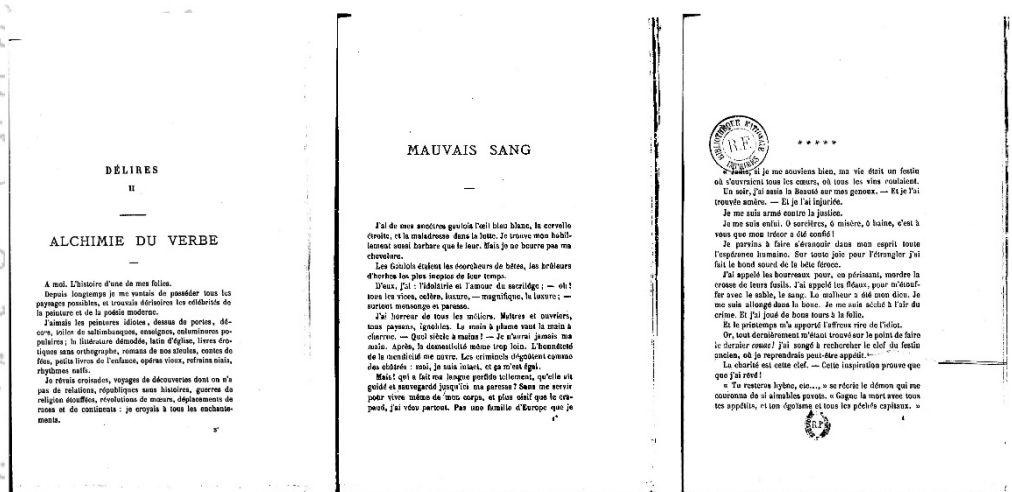 DÉLIRES
II
ALCHIMIE DU VERBE
A moi. L'histoire d'une de mes folies.
Depuis longtemps je me vantais de posséder tous les
paysages possibles, et trouvais dérisoires les célébrités de
la peinture et de la poésie moderne.
J'aimais les peintures idiotes, dessus de portes, dé-
cors, toiles de saltimbanques, enseignes, enluminures po-
pulaires; la littérature démodée, latin d'église, livres éro-
tiques sans orthographe, romans de nos aïeules, contes de
fées, petits livres de l'enfance, opéras vieux, refrains niais,
rhythmes naïfs.
Je rêvais croisades, voyages de découvertes dont on n'a
pas de relations, républiques sans histoires, guerres de
religion étouffées, révolutions de mœurs, déplacements de
races et de continents : je croyais à tous les enchante-
ments.
MAUVAIS SANG
J'ai de mes ancêtres gaulois l'œil bleu blanc, la cervelle
étroite, et la maladresse dans la lutte. Je trouve mon habil-
lement aussi barbare que le leur. Mais je ne beurre pas ma
chevelure.
Les Gaulois étaient les écorcheurs de bêtes, les brûleurs
d'herbes les plus ineptes de leur temps.
D'eux, j'ai : l'idolâtrie et l'amour du sacrilége; — oh!
tous les vices, colère, luxure, — magnifique, la luxure; —
surtout mensonge et paresse.
J'ai horreur de tous les métiers. Maîtres et ouvriers,
tous paysans, ignobles. La main à plume vaut la main à
charrue. — Quel siècle à mains! — Je n'aurai jamais ma
main. Après, la domesticité même trop loin. L'honnêteté
de la mendicité me navre. Les criminels dégoûtent comme
des châtrés : moi, je suis intact, et ça m'est égal.
Mais! qui a fait ma langue perfide tellement, qu'elle ait
guidé et sauvegardé jusqu'ici ma paresse? Sans me servir
pour vivre même de mon corps, et plus oisif que le cra-
paud, j'ai vécu partout. Pas une famille d'Europe que je
BIBLIOTHÈQUE NATIONALE
R.F.
IMPRIMÉS
* * * * *
« Jadis, si je me souviens bien, ma vie était un festin
où s'ouvraient tous les cœurs, où tous les vins coulaient.
Un soir, j'ai assis la Beauté sur mes genoux. — Et je l'ai
trouvée amère. — Et je l'ai injuriée.
Je me suis armé contre la justice.
Je me suis enfui. O sorcières, ô misère, ô haine, c'est à
vous que mon trésor a été confié!
Je parvins à faire s'évanouir dans mon esprit toute
l'espérance humaine. Sur toute joie pour l'étrangler j'ai
fait le bond sourd de la bête féroce.
J'ai appelé les bourreaux pour, en périssant, mordre la
crosse de leurs fusils. J'ai appelé les fléaux, pour m'étouf-
fer avec le sable, le sang. Le malheur a été mon dieu. Je
me suis allongé dans la boue. Je me suis séché à l'air du
crime. Et j'ai joué de bons tours à la folie.
Et le printemps m'a apporté l'affreux rire de l'idiot.
Or, tout dernièrement m'étant trouvé sur le point de faire
le dernier couac! j'ai songé à rechercher le clef du festin
ancien, où je reprendrais peut-être appétit.
La charité est cette clef. — Cette inspiration prouve que
que j'ai rêvé!
« Tu resteras hyène, etc..., » se récrie le démon qui me
couronna de si aimables pavots. « Gagne la mort avec tous
tes appétits, et ton égoïsme et tous les péchés capitaux. »
R.F.